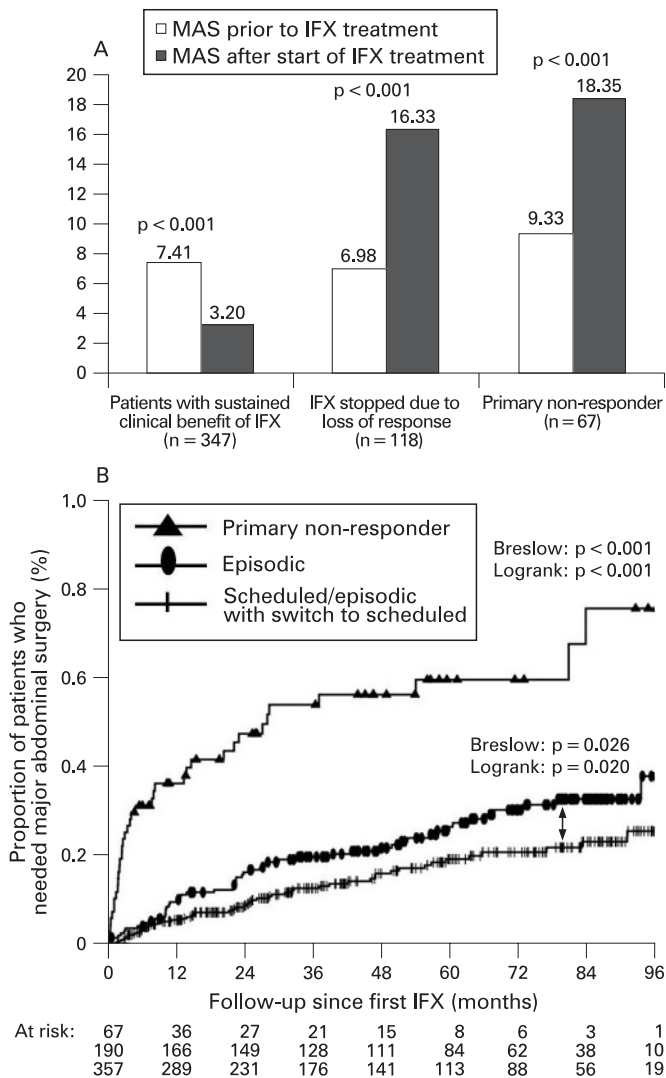 A
MAS prior to IFX treatment
MAS after start of IFX treatment
20
18
16
14
12
10
8
6
4
2
0
p < 0.001
7.41
3.20
p < 0.001
6.98
16.33
p < 0.001
9.33
18.35
Patients with sustained
clinical benefit of IFX
(n = 347)
IFX stopped due to
loss of response
(n = 118)
Primary non-responder
(n = 67)
B
Proportion of patients who
needed major abdominal surgery (%)
1.0
0.8
0.6
0.4
0.2
0
Primary non-responder
Episodic
Scheduled/episodic
with switch to scheduled
Breslow: p < 0.001
Logrank: p < 0.001
Breslow: p = 0.026
Logrank: p = 0.020
0 12 24 36 48 60 72 84 96
Follow-up since first IFX (months)
At risk: 67 36 27 21 15 8 6 3 1
190 166 149 128 111 84 62 38 10
357 289 231 176 141 113 88 56 19